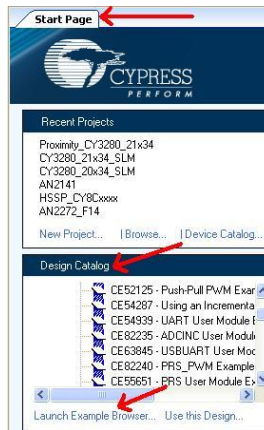 Start Page
CYPRESS
PERFORM
Recent Projects
Proximity_CY3280_21x34
CY3280_21x34_SLM
CY3280_20x34_SLM
AN2141
HSSP_CY8Cxxxx
AN2272_F14
New Project... | Browse... | Device Catalog...
Design Catalog
CE52125 - Push-Pull PWM Exar
CE54287 - Using an Incrementa
CE54939 - UART User Module E
CE82235 - ADCINC User Modul
CE63845 - USBUART User Moc
CE82240 - PRS_PWM Example
CE55651 - PRS User Module Ex
Launch Example Browser... Use this Design...